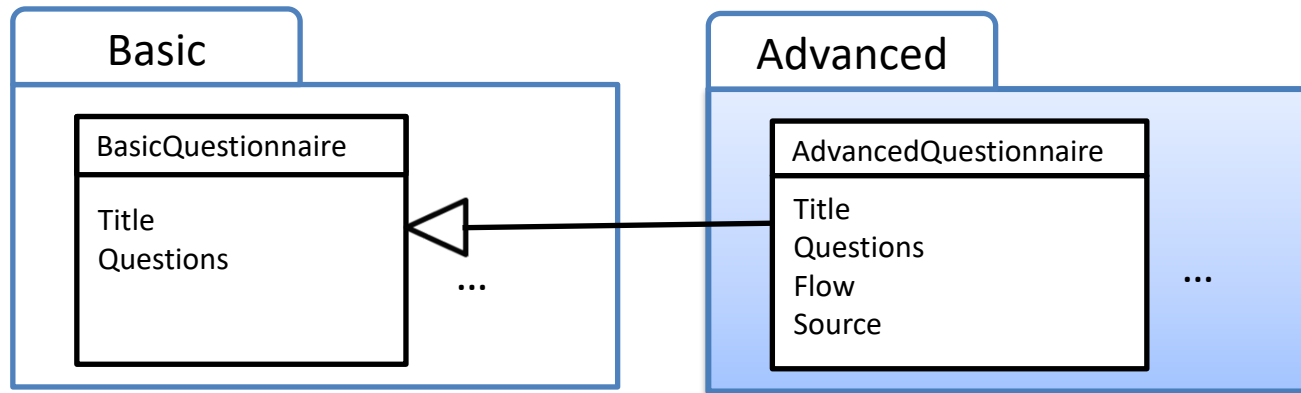 Basic
BasicQuestionnaire
Title
Questions
...
Advanced
AdvancedQuestionnaire
Title
Questions
Flow
Source
...